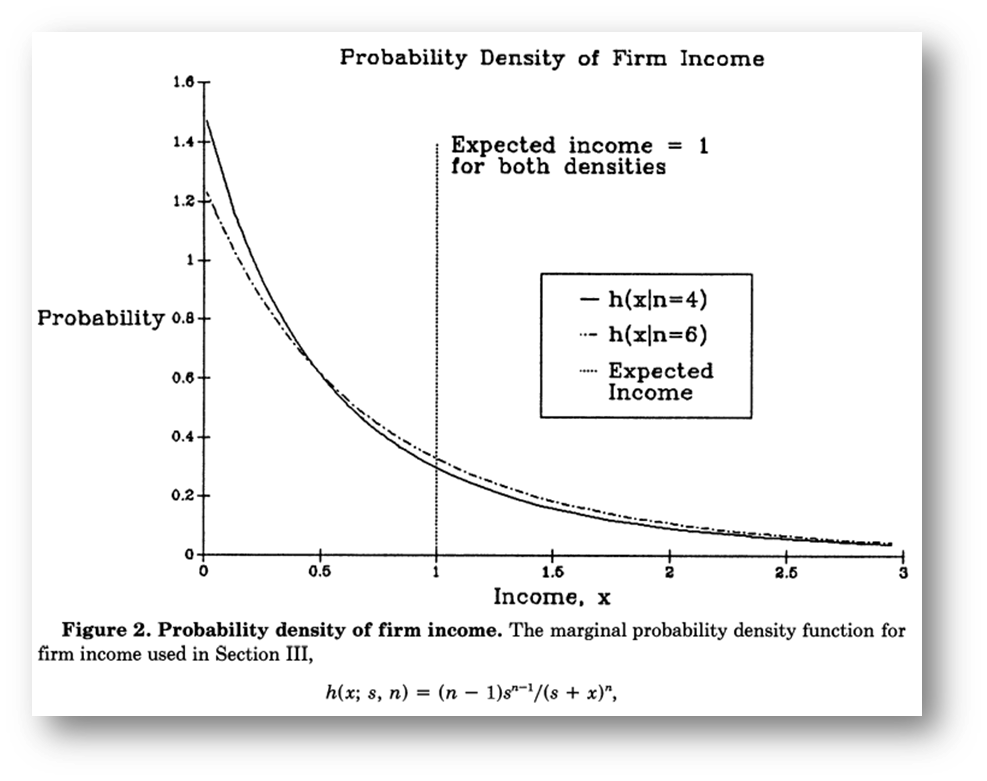 Probability Density of Firm Income
1.6
1.4
Expected income = 1
for both densities
1.2
1
h(x|n=4)
Probability 0.8
h(x|n=6)
0.6
Expected
Income
0.4
0.2
0
0 0.5 1 1.5 2 2.5 3
Income, x
Figure 2. Probability density of firm income. The marginal probability density function for
firm income used in Section III,
h(x; s, n) = (n − 1)sⁿ⁻¹/(s + x)ⁿ,